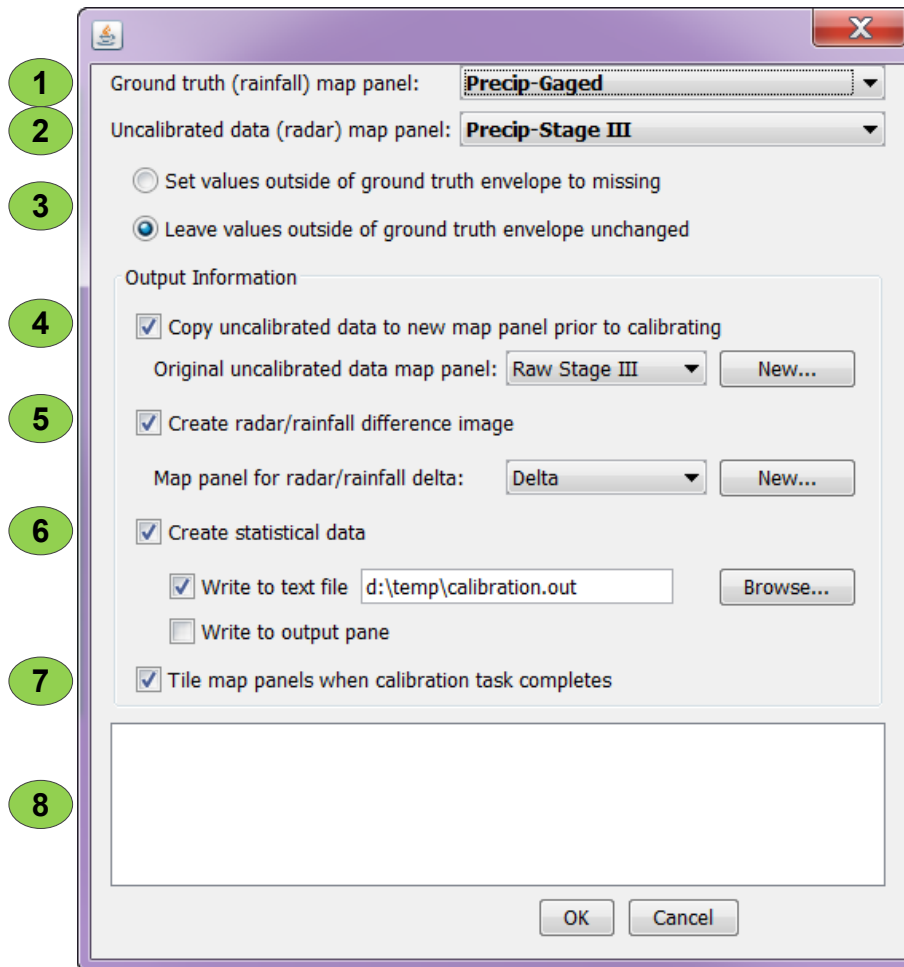 1 Ground truth (rainfall) map panel: Precip-Gaged
2 Uncalibrated data (radar) map panel: Precip-Stage III
Set values outside of ground truth envelope to missing
3
Leave values outside of ground truth envelope unchanged
Output Information
4 Copy uncalibrated data to new map panel prior to calibrating
Original uncalibrated data map panel: Raw Stage III New...
5 Create radar/rainfall difference image
Map panel for radar/rainfall delta: Delta New...
6 Create statistical data
Write to text file d:\temp\calibration.out Browse...
Write to output pane
7 Tile map panels when calibration task completes
8
OK Cancel